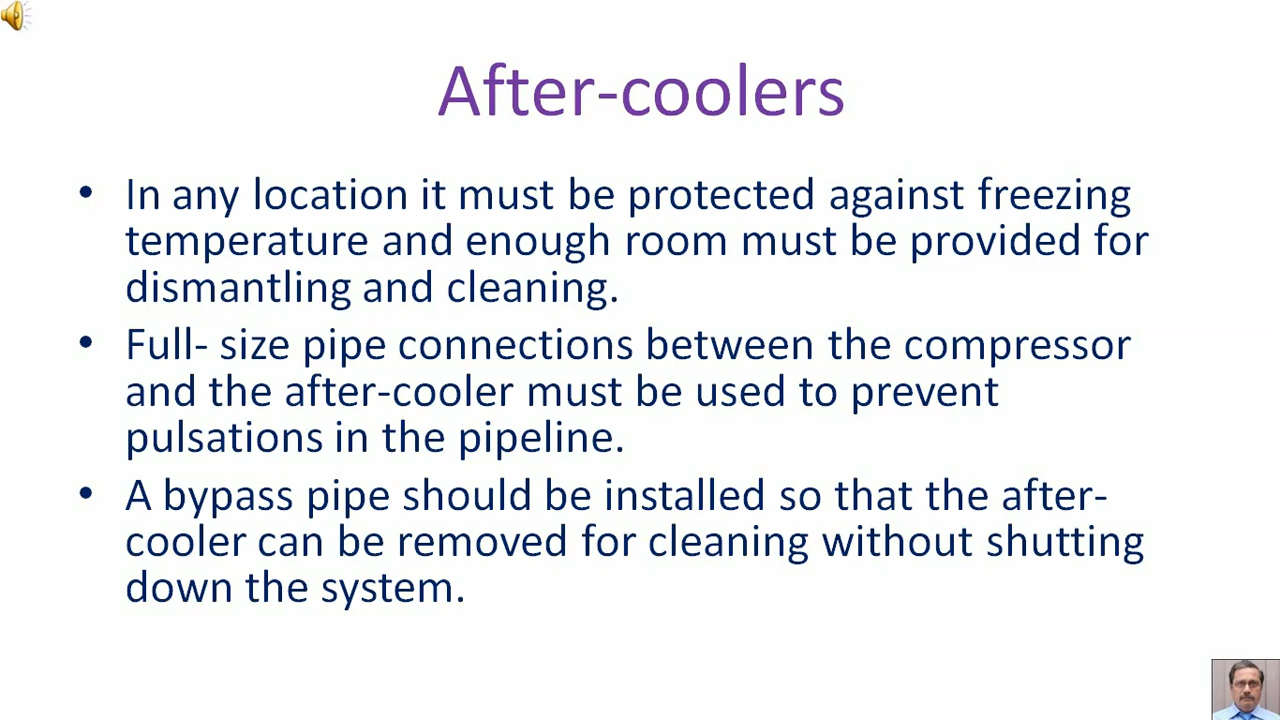 After-coolers
• In any location it must be protected against freezing
temperature and enough room must be provided for
dismantling and cleaning.
• Full- size pipe connections between the compressor
and the after-cooler must be used to prevent
pulsations in the pipeline.
• A bypass pipe should be installed so that the after-
cooler can be removed for cleaning without shutting
down the system.